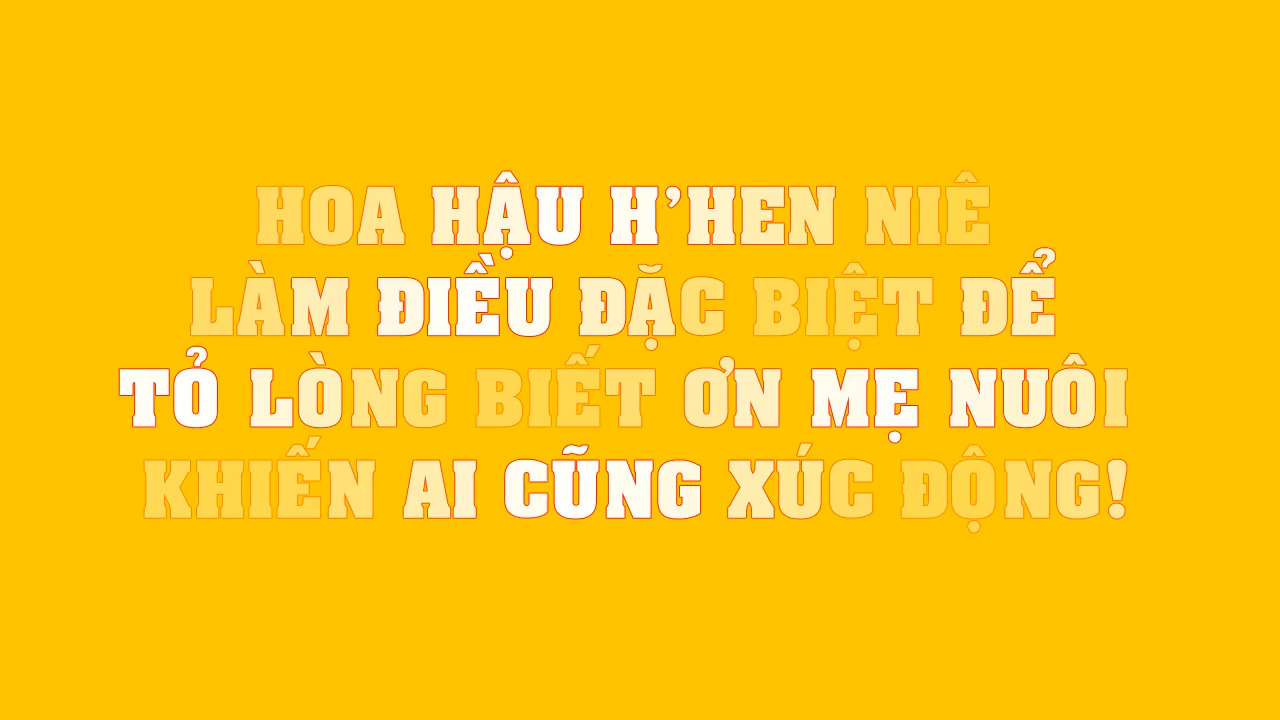 HOA HẬU H’HEN NIÊ
LÀM ĐIỀU ĐẶC BIỆT ĐỂ
TỎ LÒNG BIẾT ƠN MẸ NUÔI
KHIẾN AI CŨNG XÚC ĐỘNG!